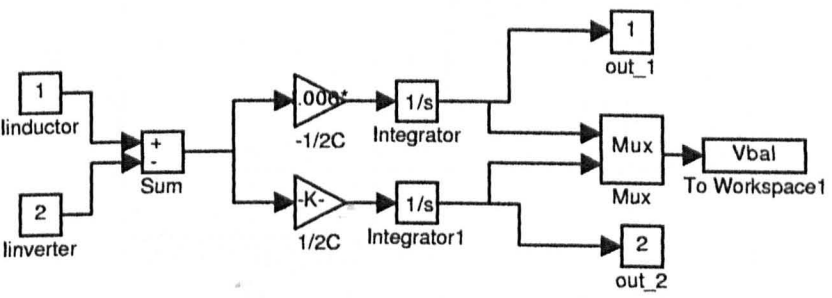 1
out_1
1
Iinductor
+
-
Sum
.006*
-1/2C
1/s
Integrator
Mux
Mux
Vbal
To Workspace1
2
Iinverter
-K-
1/2C
1/s
Integrator1
2
out_2